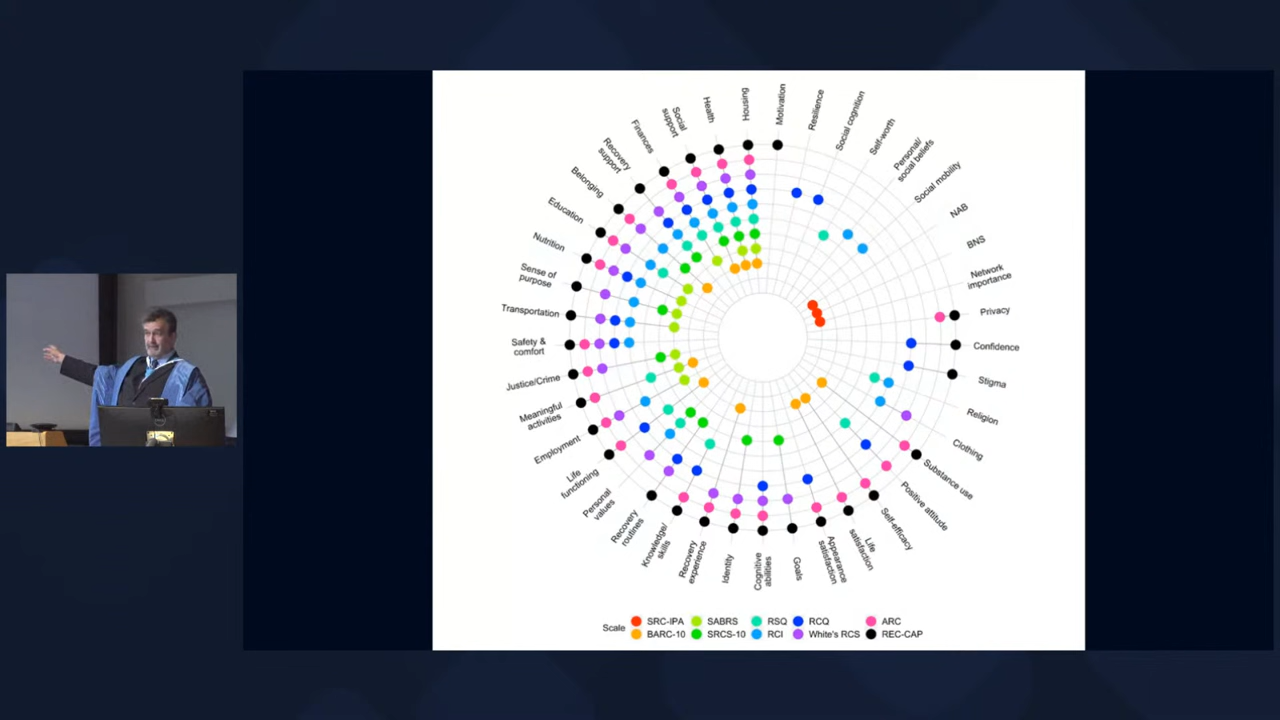 Housing
Motivation
Resilience
Social cognition
Self-worth
Personal/
social beliefs
Social mobility
NAB
BNS
Network
importance
Privacy
Confidence
Stigma
Religion
Clothing
Substance use
Positive attitude
Self-efficacy
Life
satisfaction
Appearance
satisfaction
Goals
Cognitive
abilities
Identity
Recovery
experience
Knowledge/
skills
Recovery
routines
Personal
values
Life
functioning
Employment
Meaningful
activities
Justice/Crime
Safety &
comfort
Transportation
Sense of
purpose
Nutrition
Education
Belonging
Recovery
support
Finances
Social
support
Health
Scale
SRC-IPA
SABRS
RSQ
RCQ
ARC
BARC-10
SRCS-10
RCI
White's RCS
REC-CAP